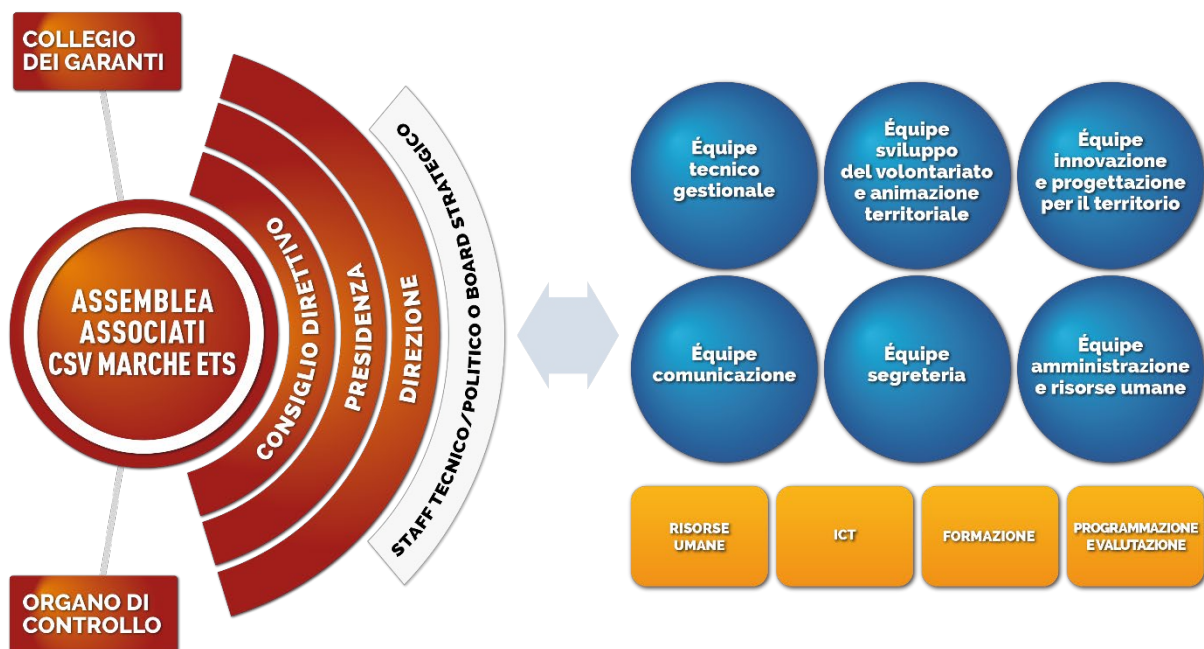 COLLEGIO
DEI GARANTI
ASSEMBLEA
ASSOCIATI
CSV MARCHE ETS
ORGANO DI
CONTROLLO
CONSIGLIO DIRETTIVO
PRESIDENZA
DIREZIONE
STAFF TECNICO/POLITICO O BOARD STRATEGICO
Équipe
tecnico
gestionale
Équipe
sviluppo
del volontariato
e animazione
territoriale
Équipe
innovazione
e progettazione
per il territorio
Équipe
comunicazione
Équipe
segreteria
Équipe
amministrazione
e risorse umane
RISORSE
UMANE
ICT
FORMAZIONE
PROGRAMMAZIONE
E VALUTAZIONE